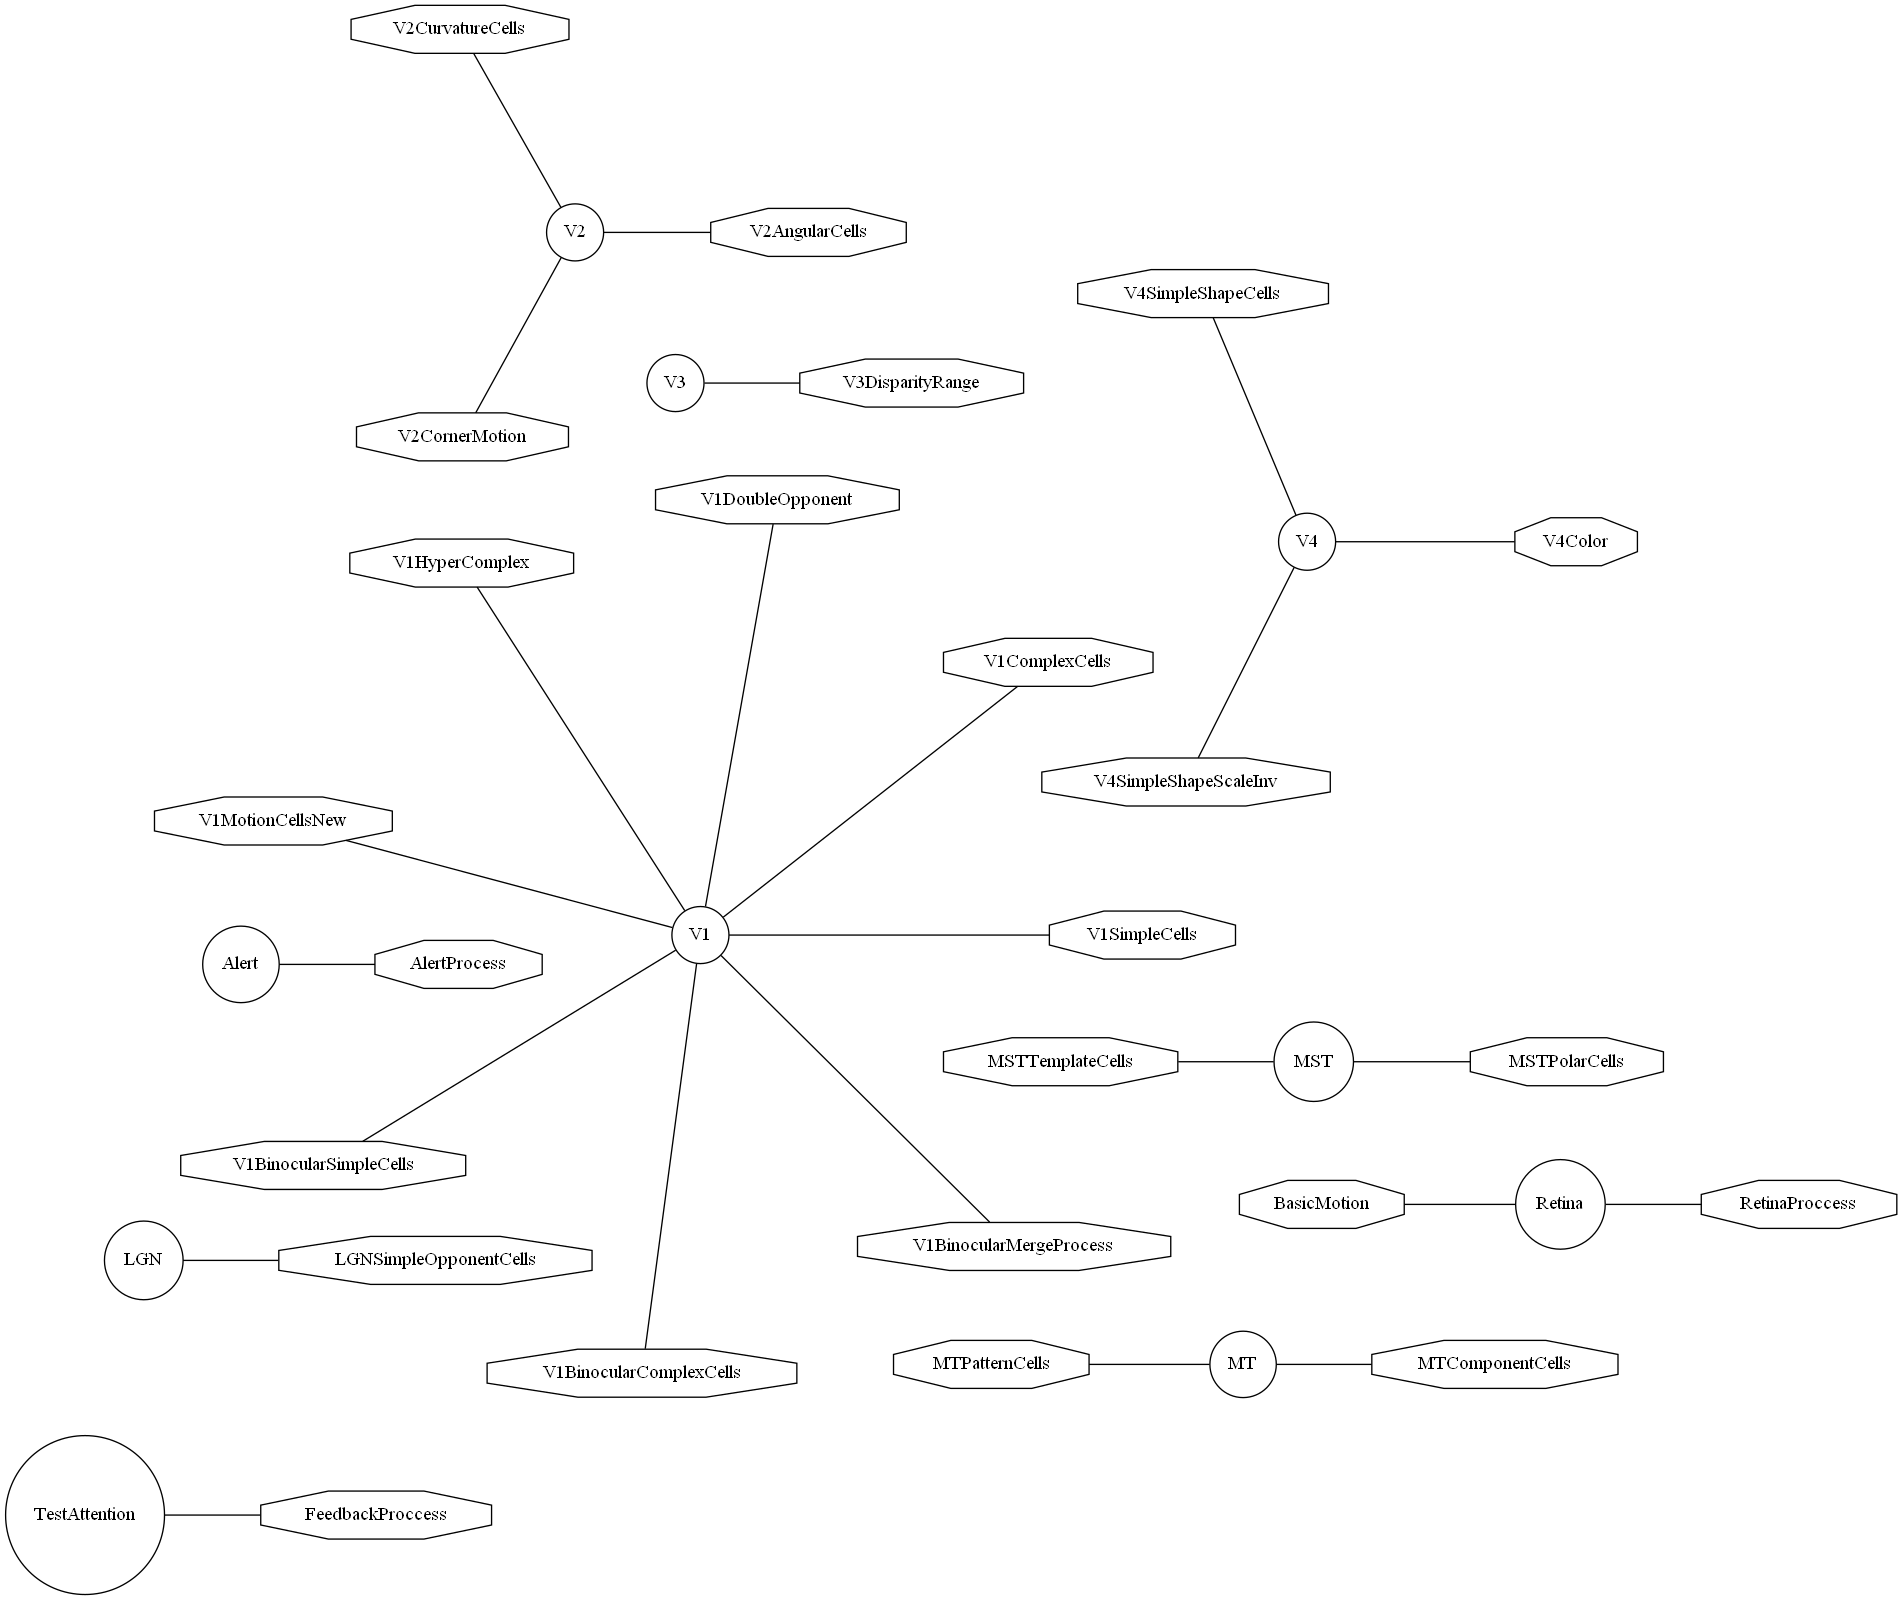 V2CurvatureCells
V2
V2AngularCells
V4SimpleShapeCells
V3
V3DisparityRange
V2CornerMotion
V1DoubleOpponent
V4
V4Color
V1HyperComplex
V1ComplexCells
V4SimpleShapeScaleInv
V1MotionCellsNew
V1
V1SimpleCells
Alert
AlertProcess
MSTTemplateCells
MST
MSTPolarCells
V1BinocularSimpleCells
BasicMotion
Retina
RetinaProccess
V1BinocularMergeProcess
LGN
LGNSimpleOpponentCells
MTPatternCells
MT
MTComponentCells
V1BinocularComplexCells
TestAttention
FeedbackProccess